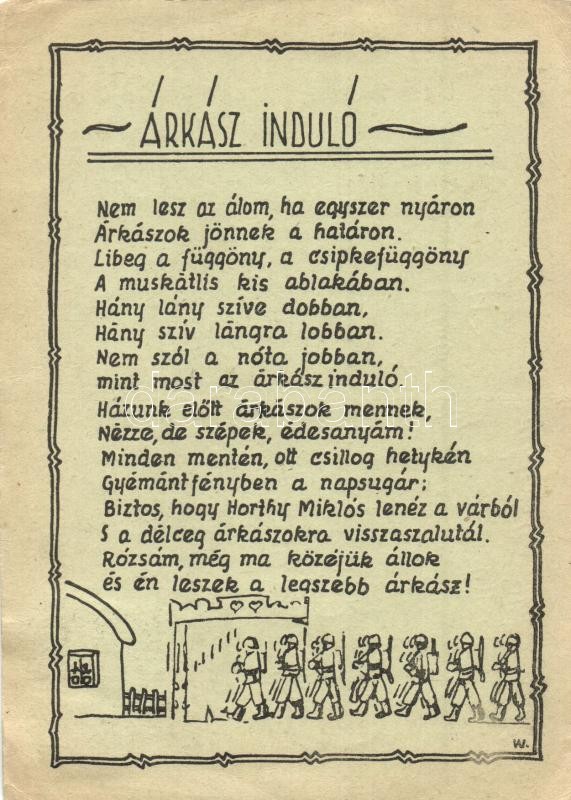 ÁRKÁSZ INDULÓ
Nem lesz az álom, ha egyszer nyáron
Árkászok jönnek a határon.
Libeg a függöny, a csipkefüggöny
A muskátlis kis ablakában.
Hány lány szíve dobban,
Hány szív lángra lobban.
Nem szól a nóta jobban,
mint most az árkász induló.
Házunk előtt árkászok mennek,
Nézze, de szépek, édesanyám!
Minden mentén, ott csillog hetykén
Gyémántfényben a napsugár;
Biztos, hogy Horthy Miklós lenéz a várból
S a délceg árkászokra visszaszalutál.
Rózsám, még ma közéjük állok
és én leszek a legszebb árkász!
W.
darabanth